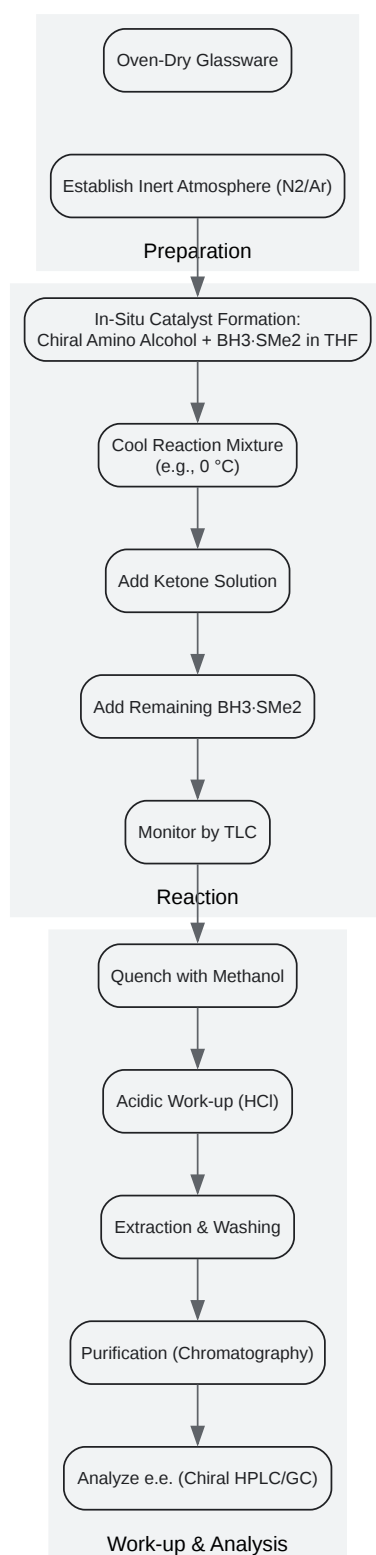 Oven-Dry Glassware
Establish Inert Atmosphere (N2/Ar)
Preparation
In-Situ Catalyst Formation:
Chiral Amino Alcohol + BH3·SMe2 in THF
Cool Reaction Mixture
(e.g., 0 °C)
Add Ketone Solution
Add Remaining BH3·SMe2
Monitor by TLC
Reaction
Quench with Methanol
Acidic Work-up (HCl)
Extraction & Washing
Purification (Chromatography)
Analyze e.e. (Chiral HPLC/GC)
Work-up & Analysis